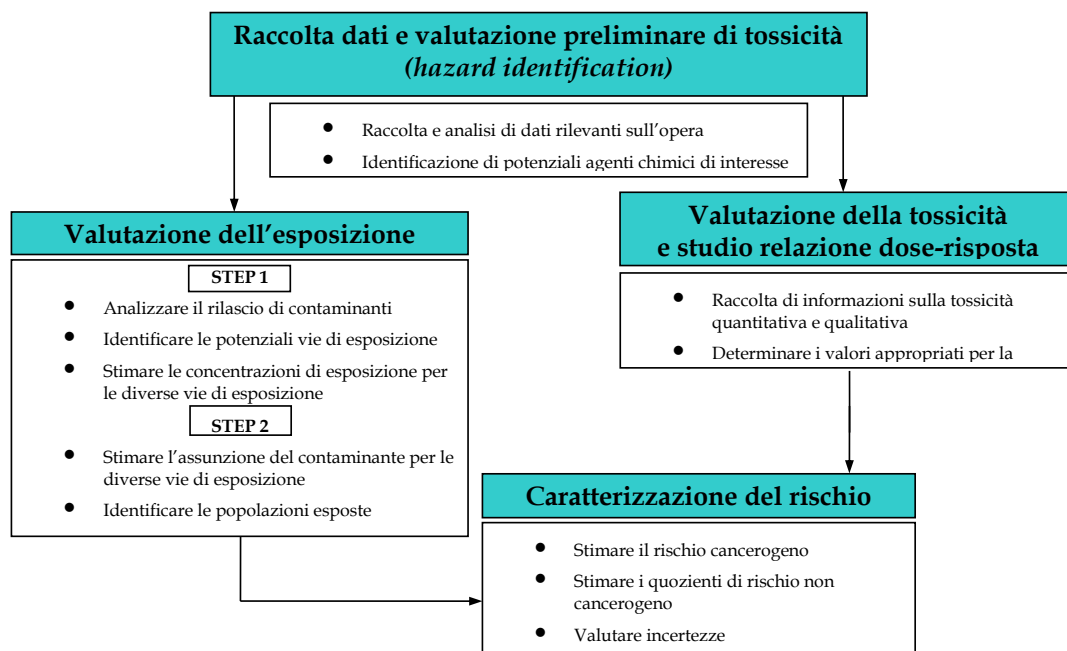 Raccolta dati e valutazione preliminare di tossicità
(hazard identification)
● Raccolta e analisi di dati rilevanti sull'opera
● Identificazione di potenziali agenti chimici di interesse
Valutazione dell'esposizione
STEP 1
● Analizzare il rilascio di contaminanti
● Identificare le potenziali vie di esposizione
● Stimare le concentrazioni di esposizione per
le diverse vie di esposizione
STEP 2
● Stimare l'assunzione del contaminante per le
diverse vie di esposizione
● Identificare le popolazioni esposte
Valutazione della tossicità
e studio relazione dose-risposta
● Raccolta di informazioni sulla tossicità
quantitativa e qualitativa
● Determinare i valori appropriati per la
Caratterizzazione del rischio
● Stimare il rischio cancerogeno
● Stimare i quozienti di rischio non
cancerogeno
● Valutare incertezze